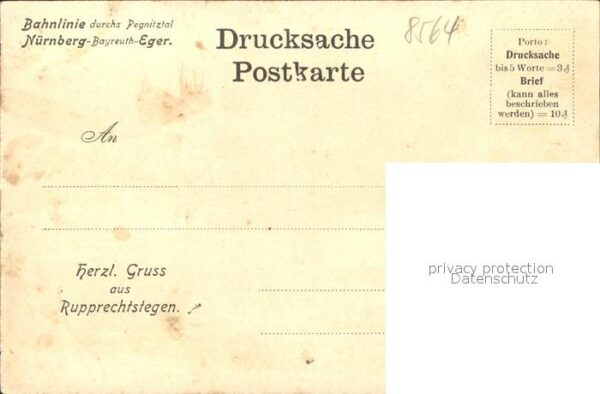 Bahnlinie durchs Pegnitztal
Nürnberg-Bayreuth-Eger.
Drucksache
Postkarte
8564
Porto:
Drucksache
bis 5 Worte = 3 ₰
Brief
(kann alles
beschrieben
werden) = 10 ₰
An
Herzl. Gruss
aus
Rupprechtstegen.
privacy protection
Datenschutz